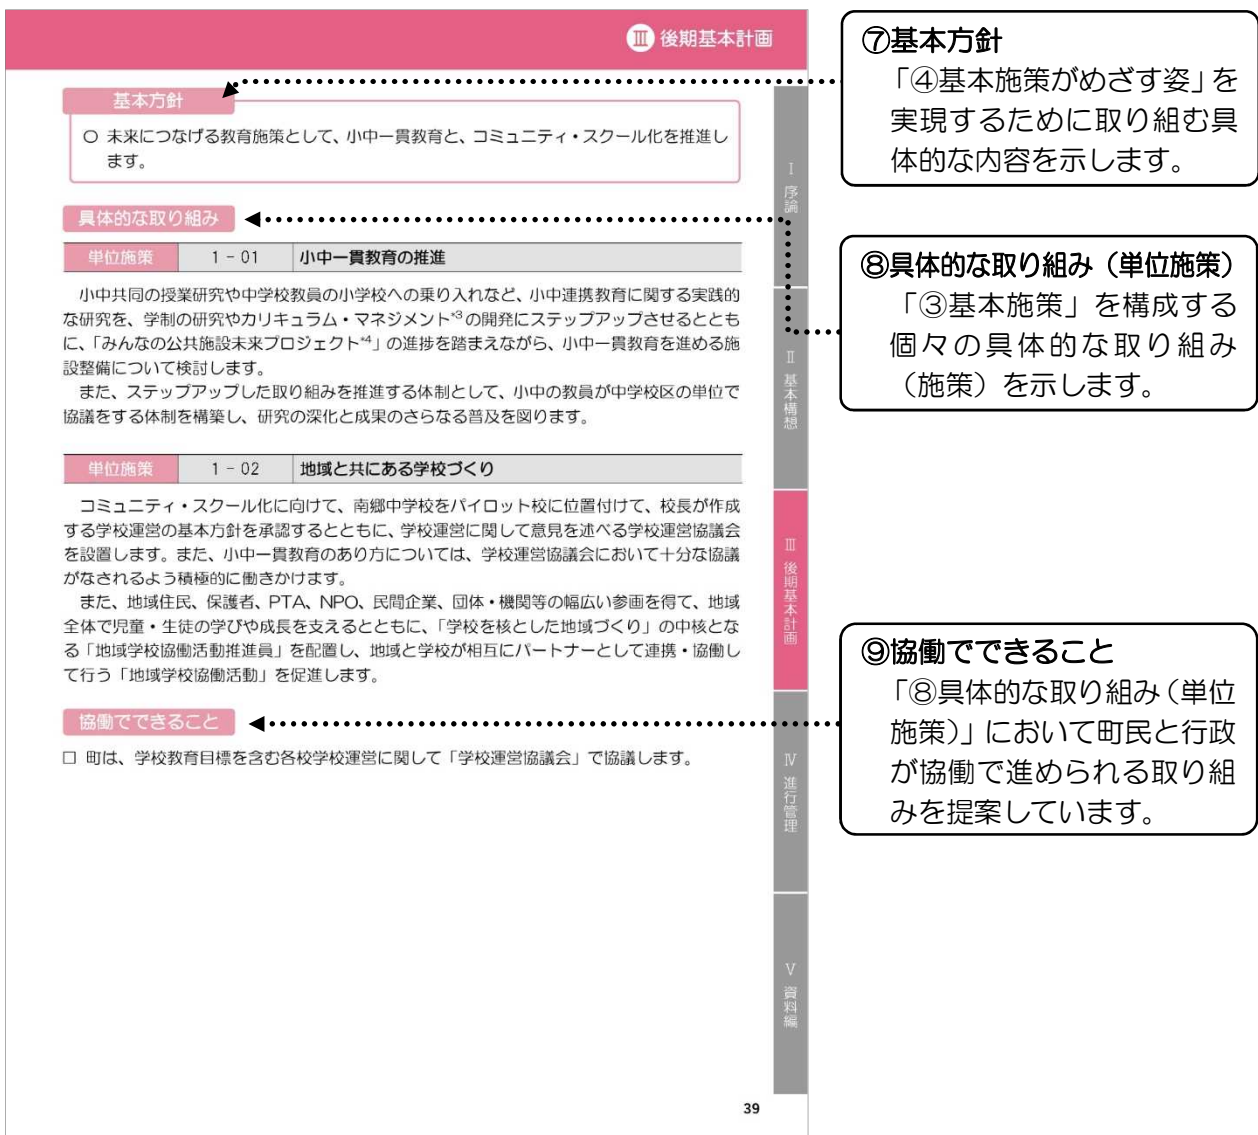 Ⅲ 後期基本計画
基本方針
○ 未来につなげる教育施策として、小中一貫教育と、コミュニティ・スクール化を推進し
ます。
具体的な取り組み
単位施策 1－01 小中一貫教育の推進
小中共同の授業研究や中学校教員の小学校への乗り入れなど、小中連携教育に関する実践的
な研究を、学制の研究やカリキュラム・マネジメント*3の開発にステップアップさせるととも
に、「みんなの公共施設未来プロジェクト*4」の進捗を踏まえながら、小中一貫教育を進める施
設整備について検討します。
また、ステップアップした取り組みを推進する体制として、小中の教員が中学校区の単位で
協議をする体制を構築し、研究の深化と成果のさらなる普及を図ります。
単位施策 1－02 地域と共にある学校づくり
コミュニティ・スクール化に向けて、南郷中学校をパイロット校に位置付けて、校長が作成
する学校運営の基本方針を承認するとともに、学校運営に関して意見を述べる学校運営協議会
を設置します。また、小中一貫教育のあり方については、学校運営協議会において十分な協議
がなされるよう積極的に働きかけます。
また、地域住民、保護者、PTA、NPO、民間企業、団体・機関等の幅広い参画を得て、地域
全体で児童・生徒の学びや成長を支えるとともに、「学校を核とした地域づくり」の中核とな
る「地域学校協働活動推進員」を配置し、地域と学校が相互にパートナーとして連携・協働し
て行う「地域学校協働活動」を促進します。
協働でできること
□ 町は、学校教育目標を含む各校学校運営に関して「学校運営協議会」で協議します。
Ⅰ 序論
Ⅱ 基本構想
Ⅲ 後期基本計画
Ⅳ 進行管理
Ⅴ 資料編
39
⑦基本方針
「④基本施策がめざす姿」を
実現するために取り組む具
体的な内容を示します。
⑧具体的な取り組み（単位施策）
「③基本施策」を構成する
個々の具体的な取り組み
（施策）を示します。
⑨協働でできること
「⑧具体的な取り組み（単位
施策）」において町民と行政
が協働で進められる取り組
みを提案しています。